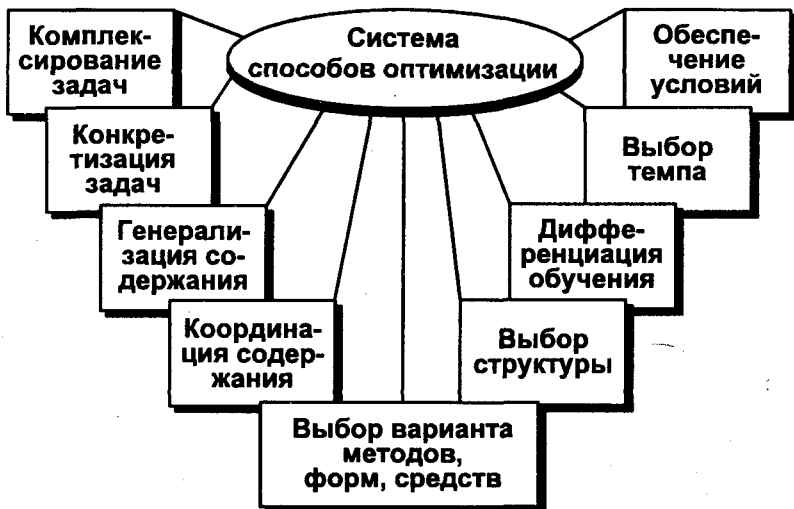 Система
способов оптимизации
Комплек-
сирование
задач
Конкре-
тизация
задач
Генерали-
зация со-
держания
Координа-
ция содер-
жания
Выбор варианта
методов,
форм, средств
Выбор
структуры
Диффе-
ренциация
обучения
Выбор
темпа
Обеспе-
чение
условий